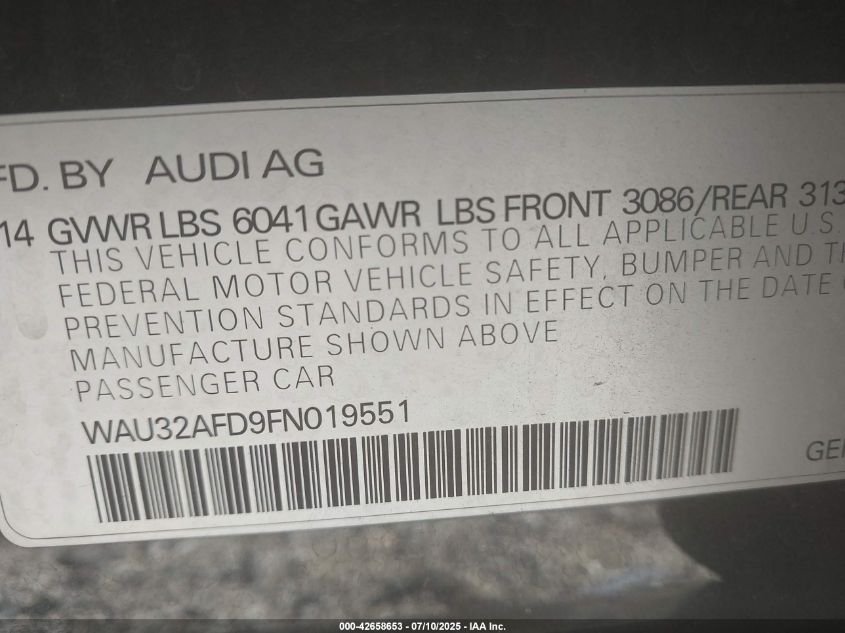 FD. BY AUDI AG
14 GVWR LBS 6041 GAWR LBS FRONT 3086/REAR 313
THIS VEHICLE CONFORMS TO ALL APPLICABLE U.S.
FEDERAL MOTOR VEHICLE SAFETY, BUMPER AND TH
PREVENTION STANDARDS IN EFFECT ON THE DATE
MANUFACTURE SHOWN ABOVE
PASSENGER CAR
WAU32AFD9FN019551
GE
000-42658653 - 07/10/2025 - IAA Inc.